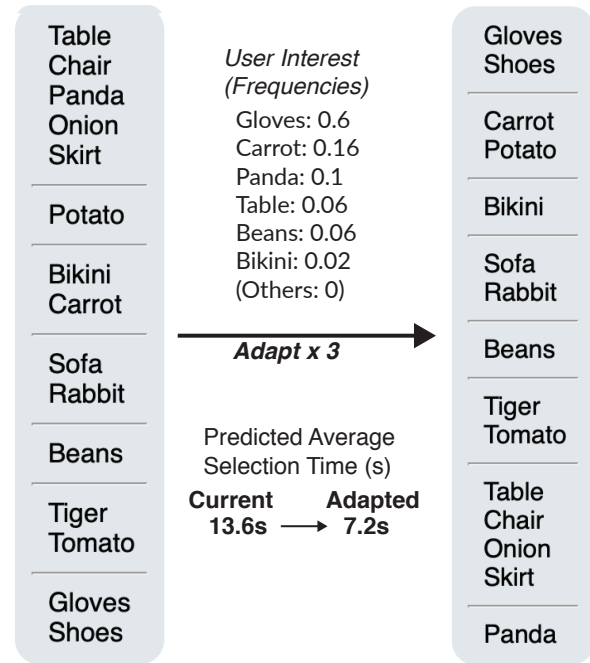 Table
Chair
Panda
Onion
Skirt
Potato
Bikini
Carrot
Sofa
Rabbit
Beans
Tiger
Tomato
Gloves
Shoes
User Interest
(Frequencies)
Gloves: 0.6
Carrot: 0.16
Panda: 0.1
Table: 0.06
Beans: 0.06
Bikini: 0.02
(Others: 0)
Adapt x 3
Predicted Average
Selection Time (s)
Current Adapted
13.6s 7.2s
Gloves
Shoes
Carrot
Potato
Bikini
Sofa
Rabbit
Beans
Tiger
Tomato
Table
Chair
Onion
Skirt
Panda